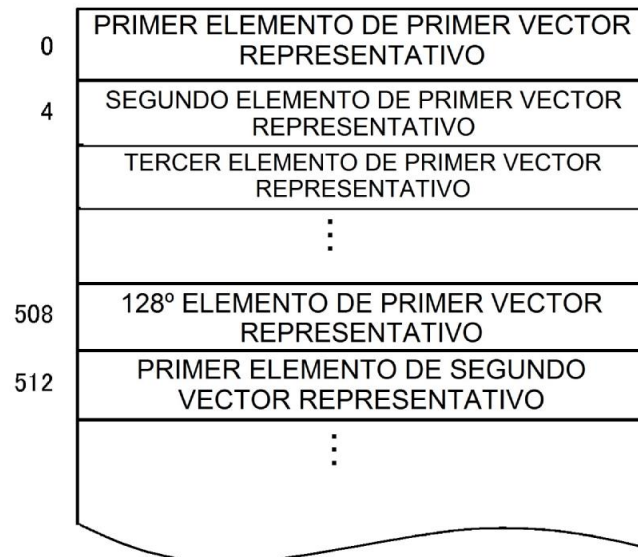 0
PRIMER ELEMENTO DE PRIMER VECTOR
REPRESENTATIVO
4
SEGUNDO ELEMENTO DE PRIMER VECTOR
REPRESENTATIVO
TERCER ELEMENTO DE PRIMER VECTOR
REPRESENTATIVO
⋮
508
128º ELEMENTO DE PRIMER VECTOR
REPRESENTATIVO
512
PRIMER ELEMENTO DE SEGUNDO
VECTOR REPRESENTATIVO
⋮